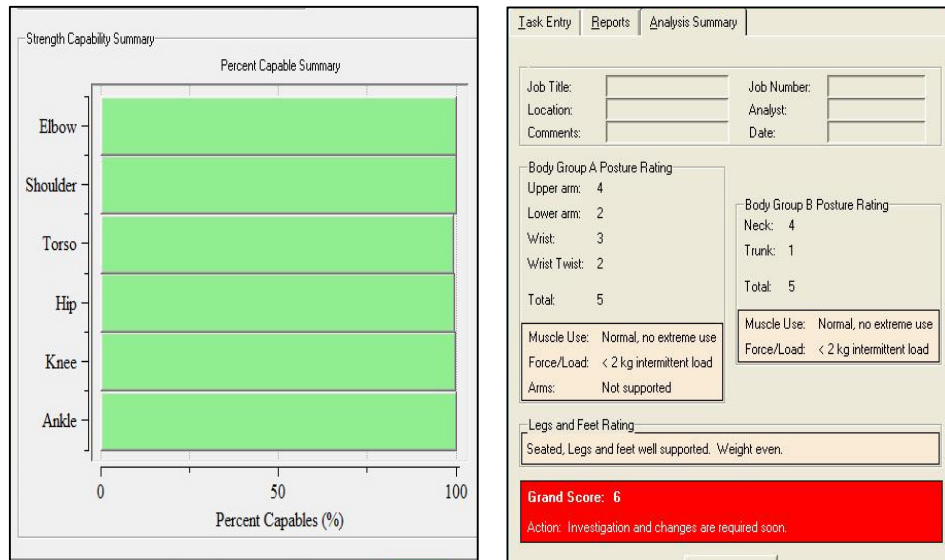 Strength Capability Summary
Percent Capable Summary
Elbow
Shoulder
Torso
Hip
Knee
Ankle
0 50 100
Percent Capables (%)
Task Entry Reports Analysis Summary
Job Title: Job Number:
Location: Analyst:
Comments: Date:
Body Group A Posture Rating
Upper arm: 4
Lower arm: 2
Wrist: 3
Wrist Twist: 2
Total: 5
Muscle Use: Normal, no extreme use
Force/Load: < 2 kg intermittent load
Arms: Not supported
Body Group B Posture Rating
Neck: 4
Trunk: 1
Total: 5
Muscle Use: Normal, no extreme use
Force/Load: < 2 kg intermittent load
Legs and Feet Rating
Seated, Legs and feet well supported. Weight even.
Grand Score: 6
Action: Investigation and changes are required soon.